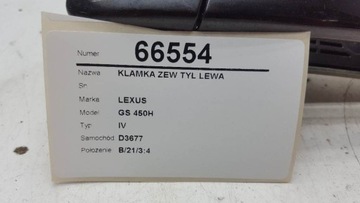 Numer: 66554
Nazwa KLAMKA ZEW TYL LEWA
Sr:
Marka LEXUS
Model: GS 450H
Typ: IV
Samochód D3677
Położenie B/21/3:4